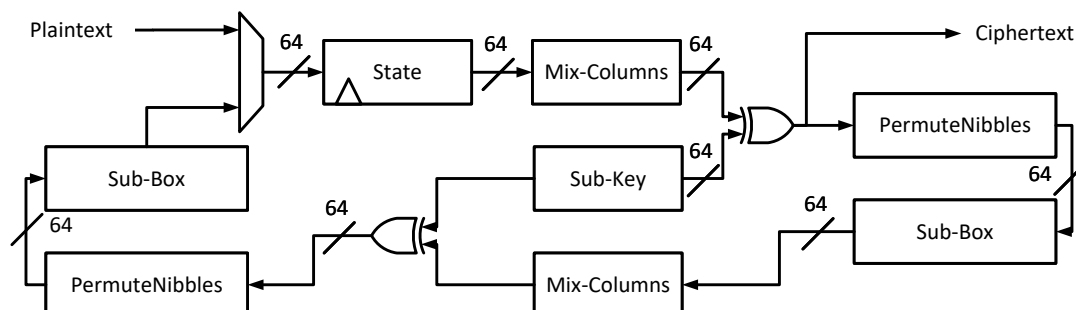 Plaintext
64
State
64
Mix-Columns
64
Ciphertext
PermuteNibbles
64
Sub-Box
Sub-Key
64
64
64
64
Sub-Box
PermuteNibbles
Mix-Columns